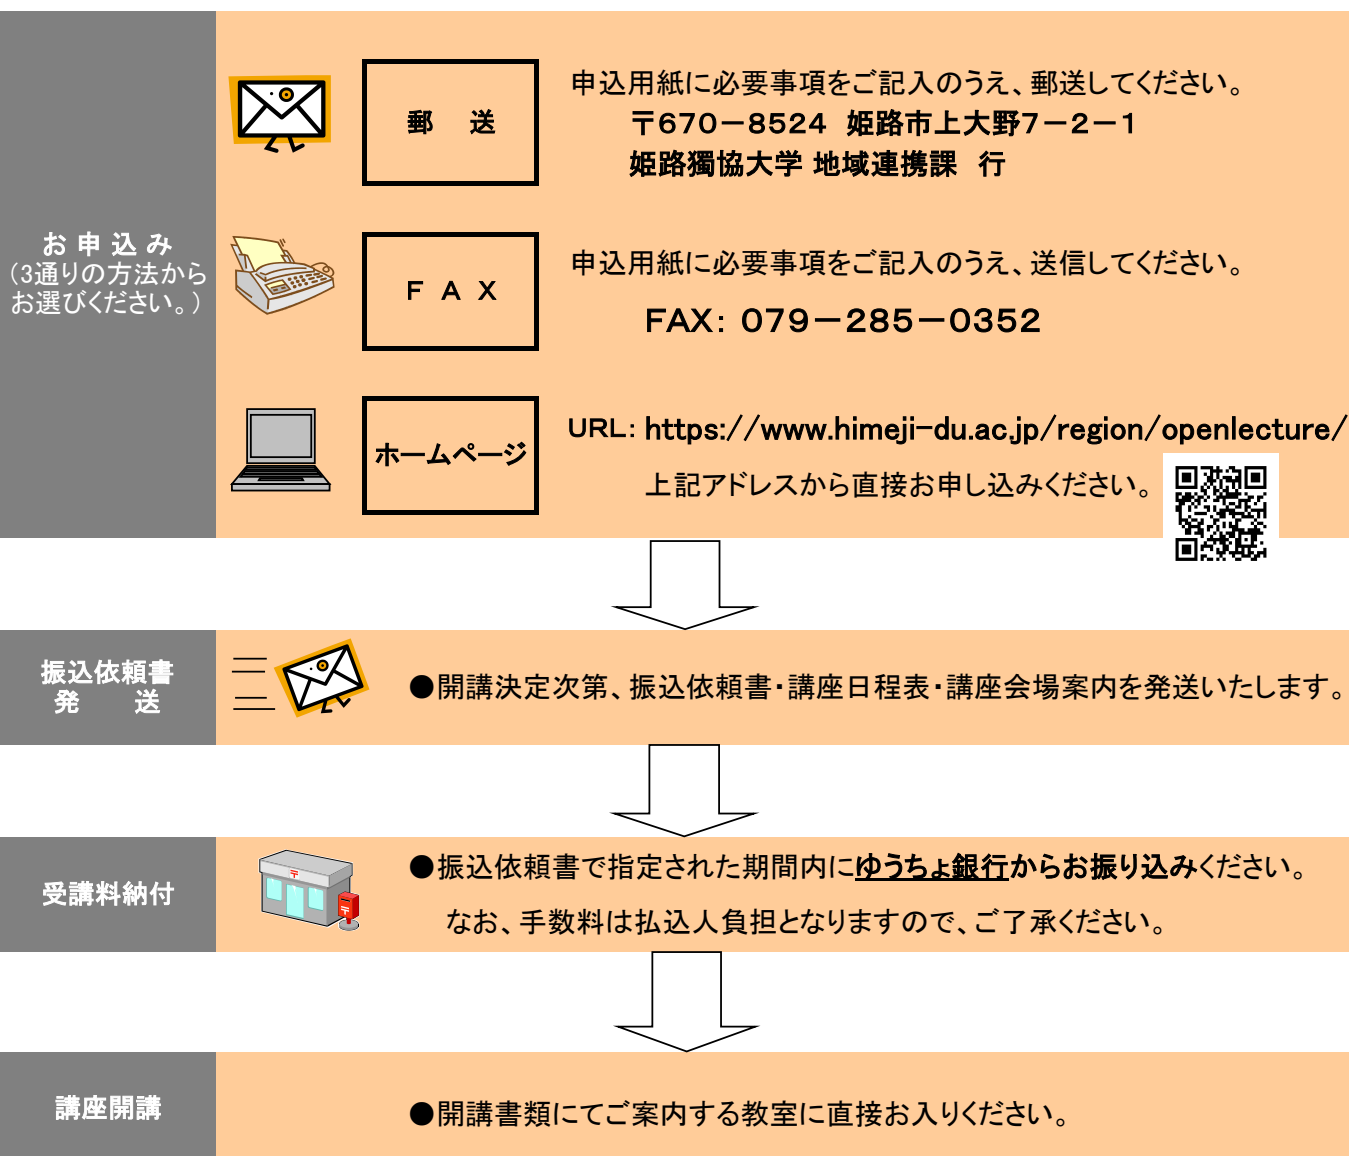 お 申 込 み
（3通りの方法から
お選びください。）
郵　送
申込用紙に必要事項をご記入のうえ、郵送してください。
〒670－8524 姫路市上大野7－2－1
姫路獨協大学 地域連携課　行
Ｆ Ａ Ｘ
申込用紙に必要事項をご記入のうえ、送信してください。
FAX： 079－285－0352
ホームページ
URL： https://www.himeji-du.ac.jp/region/openlecture/
上記アドレスから直接お申し込みください。
振込依頼書
発　　送
●開講決定次第、振込依頼書・講座日程表・講座会場案内を発送いたします。
受講料納付
●振込依頼書で指定された期間内にゆうちょ銀行からお振り込みください。
なお、手数料は払込人負担となりますので、ご了承ください。
講座開講
●開講書類にてご案内する教室に直接お入りください。